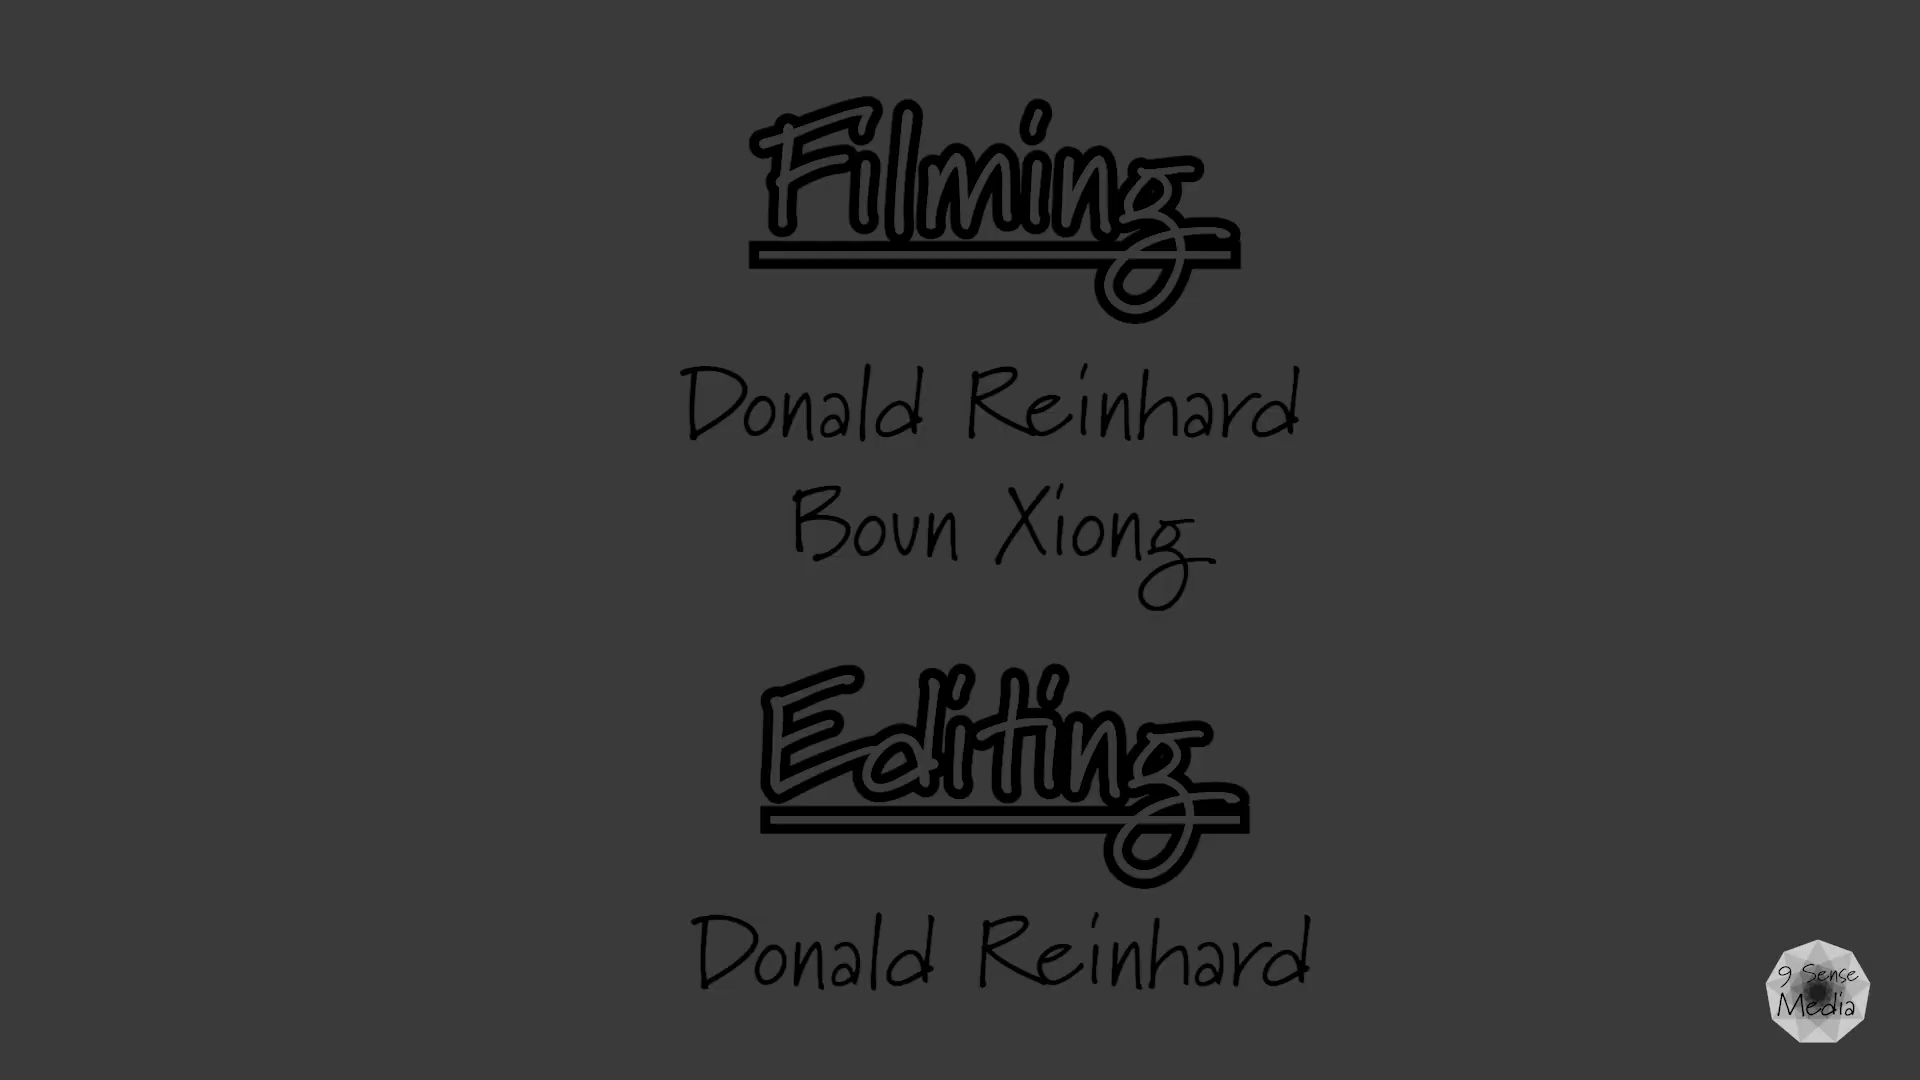 Filming
Donald Reinhard
Boun Xiong
Editing
Donald Reinhard
9 Sense
Media